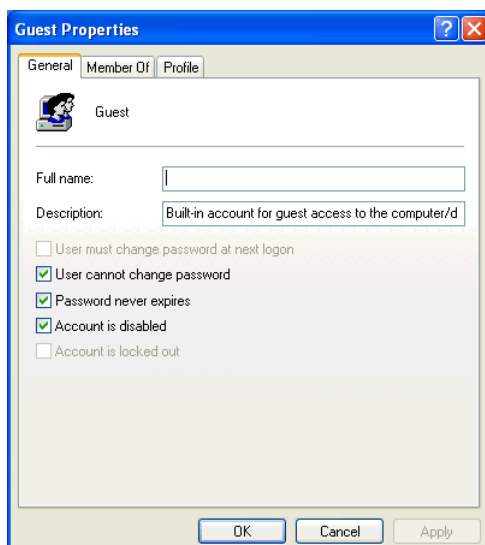 Guest Properties
General Member Of Profile
Guest
Full name:
Description: Built-in account for guest access to the computer/d
User must change password at next logon
User cannot change password
Password never expires
Account is disabled
Account is locked out
OK Cancel Apply